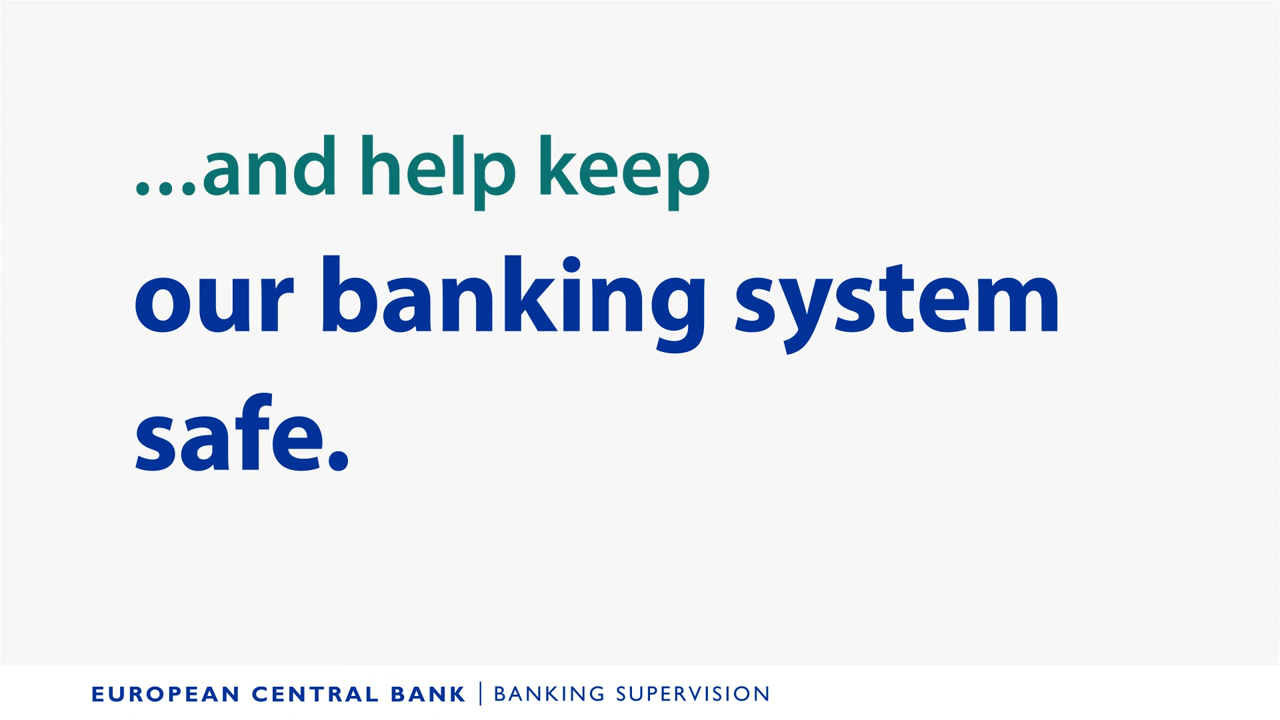 ...and help keep
our banking system
safe.
EUROPEAN CENTRAL BANK | BANKING SUPERVISION